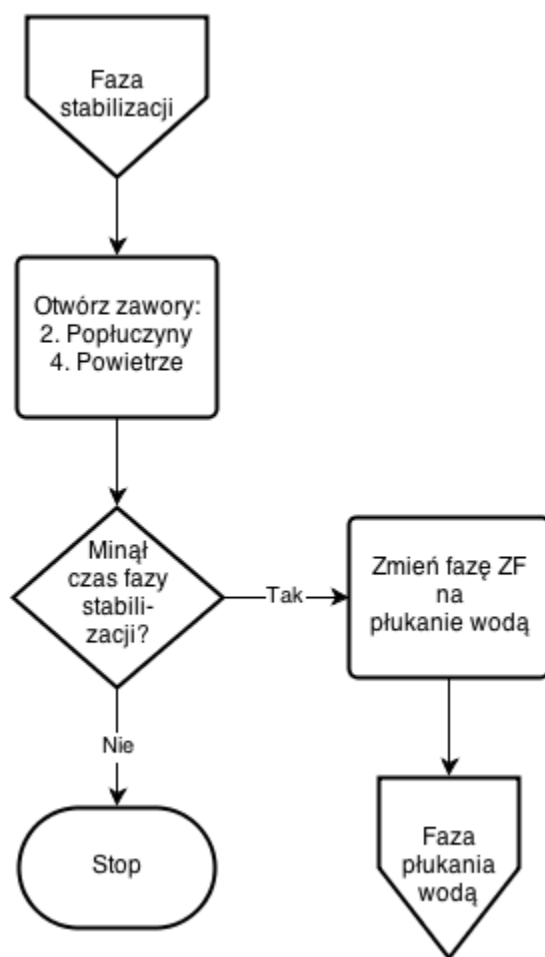 Faza
stabilizacji
Otwórz zawory:
2. Popłuczyny
4. Powietrze
Minął
czas fazy
stabili-
zacji?
Tak
Zmień fazę ZF
na
płukanie wodą
Nie
Stop
Faza
płukania
wodą